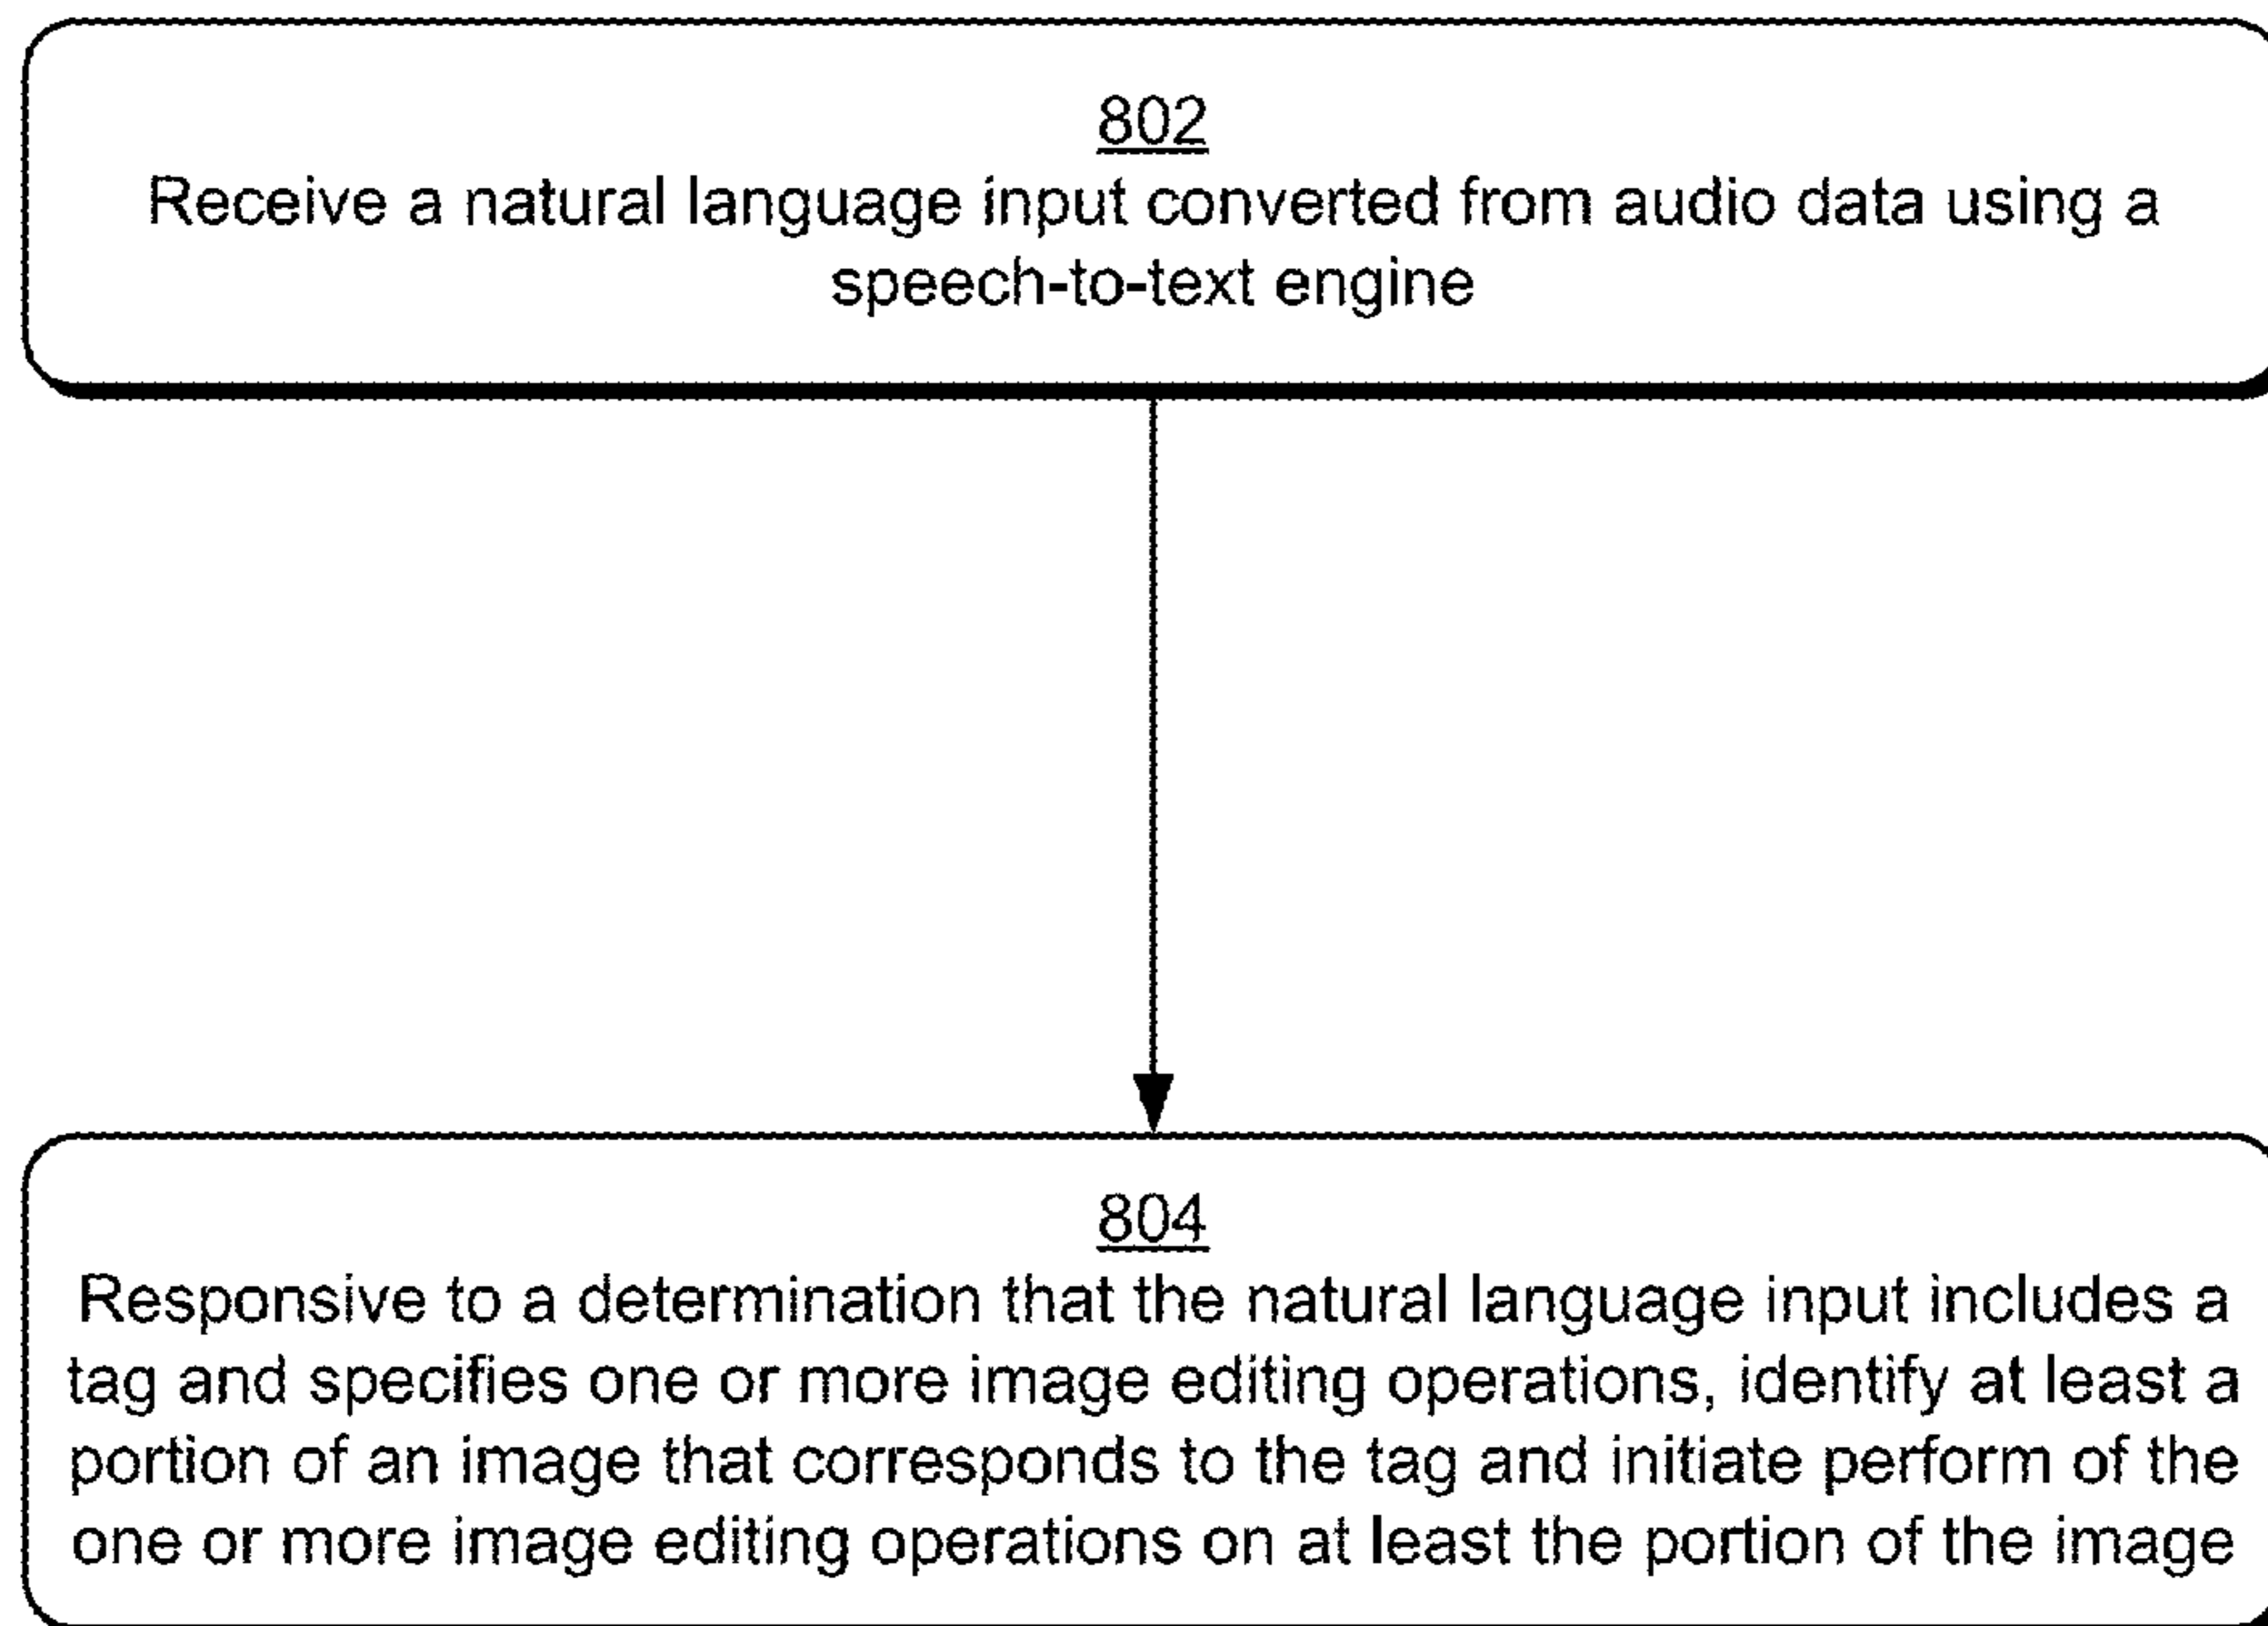 802
Receive a natural language input converted from audio data using a
speech-to-text engine
804
Responsive to a determination that the natural language input includes a
tag and specifies one or more image editing operations, identify at least a
portion of an image that corresponds to the tag and initiate perform of the
one or more image editing operations on at least the portion of the image